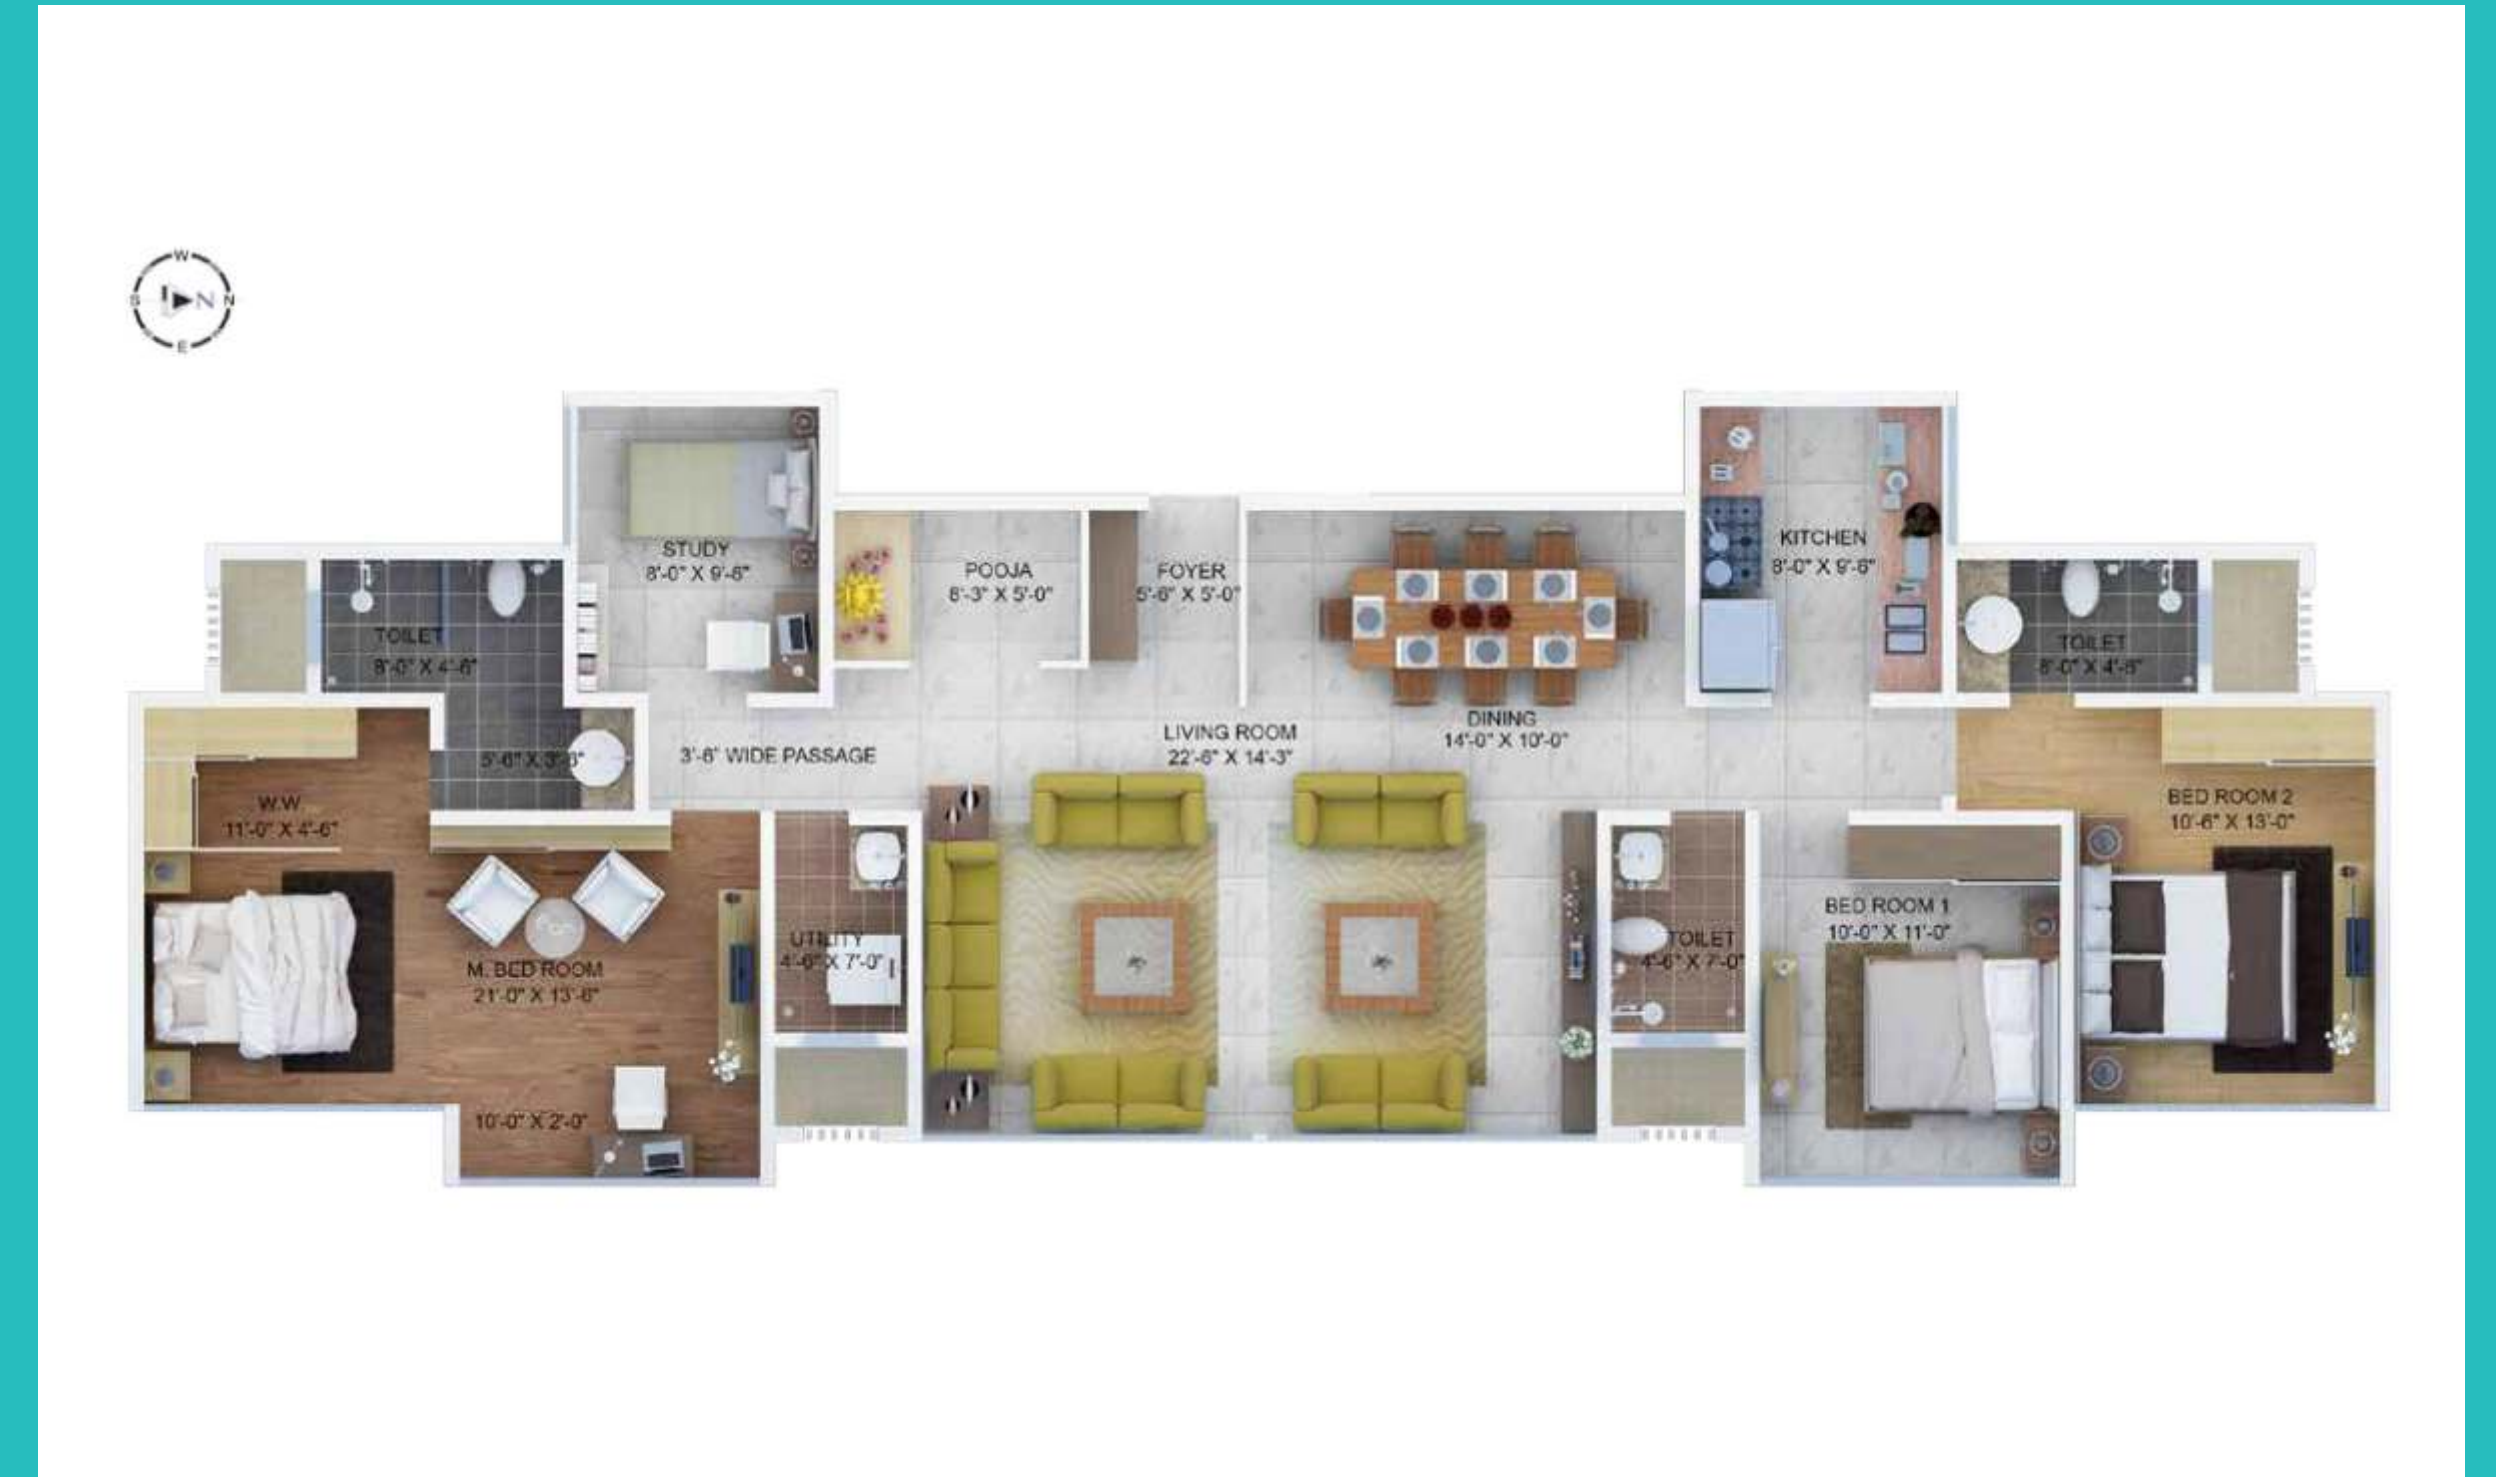 W
S
N
N
E
STUDY
8'-0" X 9'-6"
KITCHEN
8'-0" X 9'-6"
POOJA
8'-3" X 5'-0"
FOYER
5'-6" X 5'-0"
TOILET
8'-0" X 4'-6"
TOILET
8'-0" X 4'-6"
5'-6" X 3'-6"
3'-6" WIDE PASSAGE
LIVING ROOM
22'-6" X 14'-3"
DINING
14'-0" X 10'-0"
W.W
11'-0" X 4'-6"
BED ROOM 2
10'-6" X 13'-0"
BED ROOM 1
10'-0" X 11'-0"
UTILITY
4'-6" X 7'-0"
TOILET
4'-6" X 7'-0"
M. BED ROOM
21'-0" X 13'-6"
10'-0" X 2'-0"